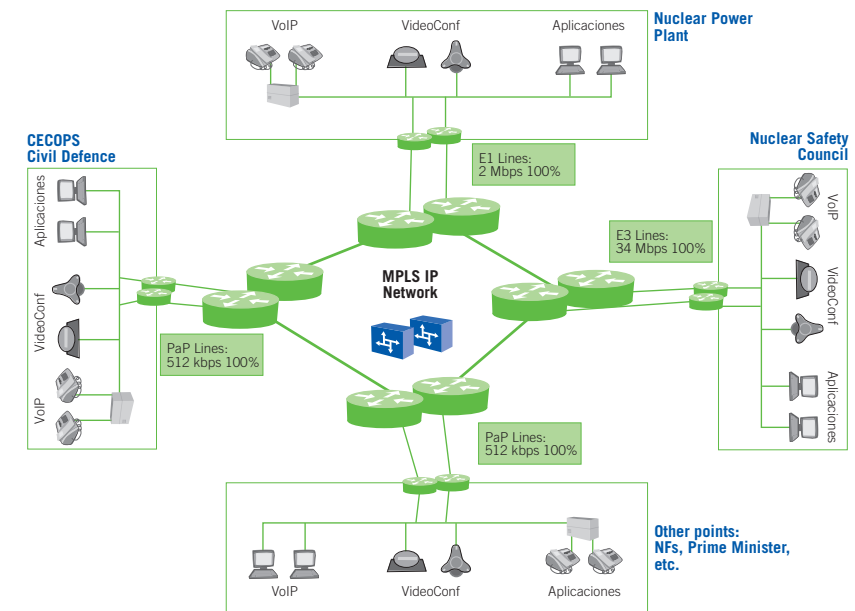 VoIP
VideoConf
Aplicaciones
Nuclear Power
Plant
E1 Lines:
2 Mbps 100%
CECOPS
Civil Defence
Aplicaciones
VideoConf
VoIP
PaP Lines:
512 kbps 100%
MPLS IP
Network
Nuclear Safety
Council
E3 Lines:
34 Mbps 100%
VoIP
VideoConf
Aplicaciones
PaP Lines:
512 kbps 100%
Other points:
NFs, Prime Minister,
etc.
VoIP
VideoConf
Aplicaciones